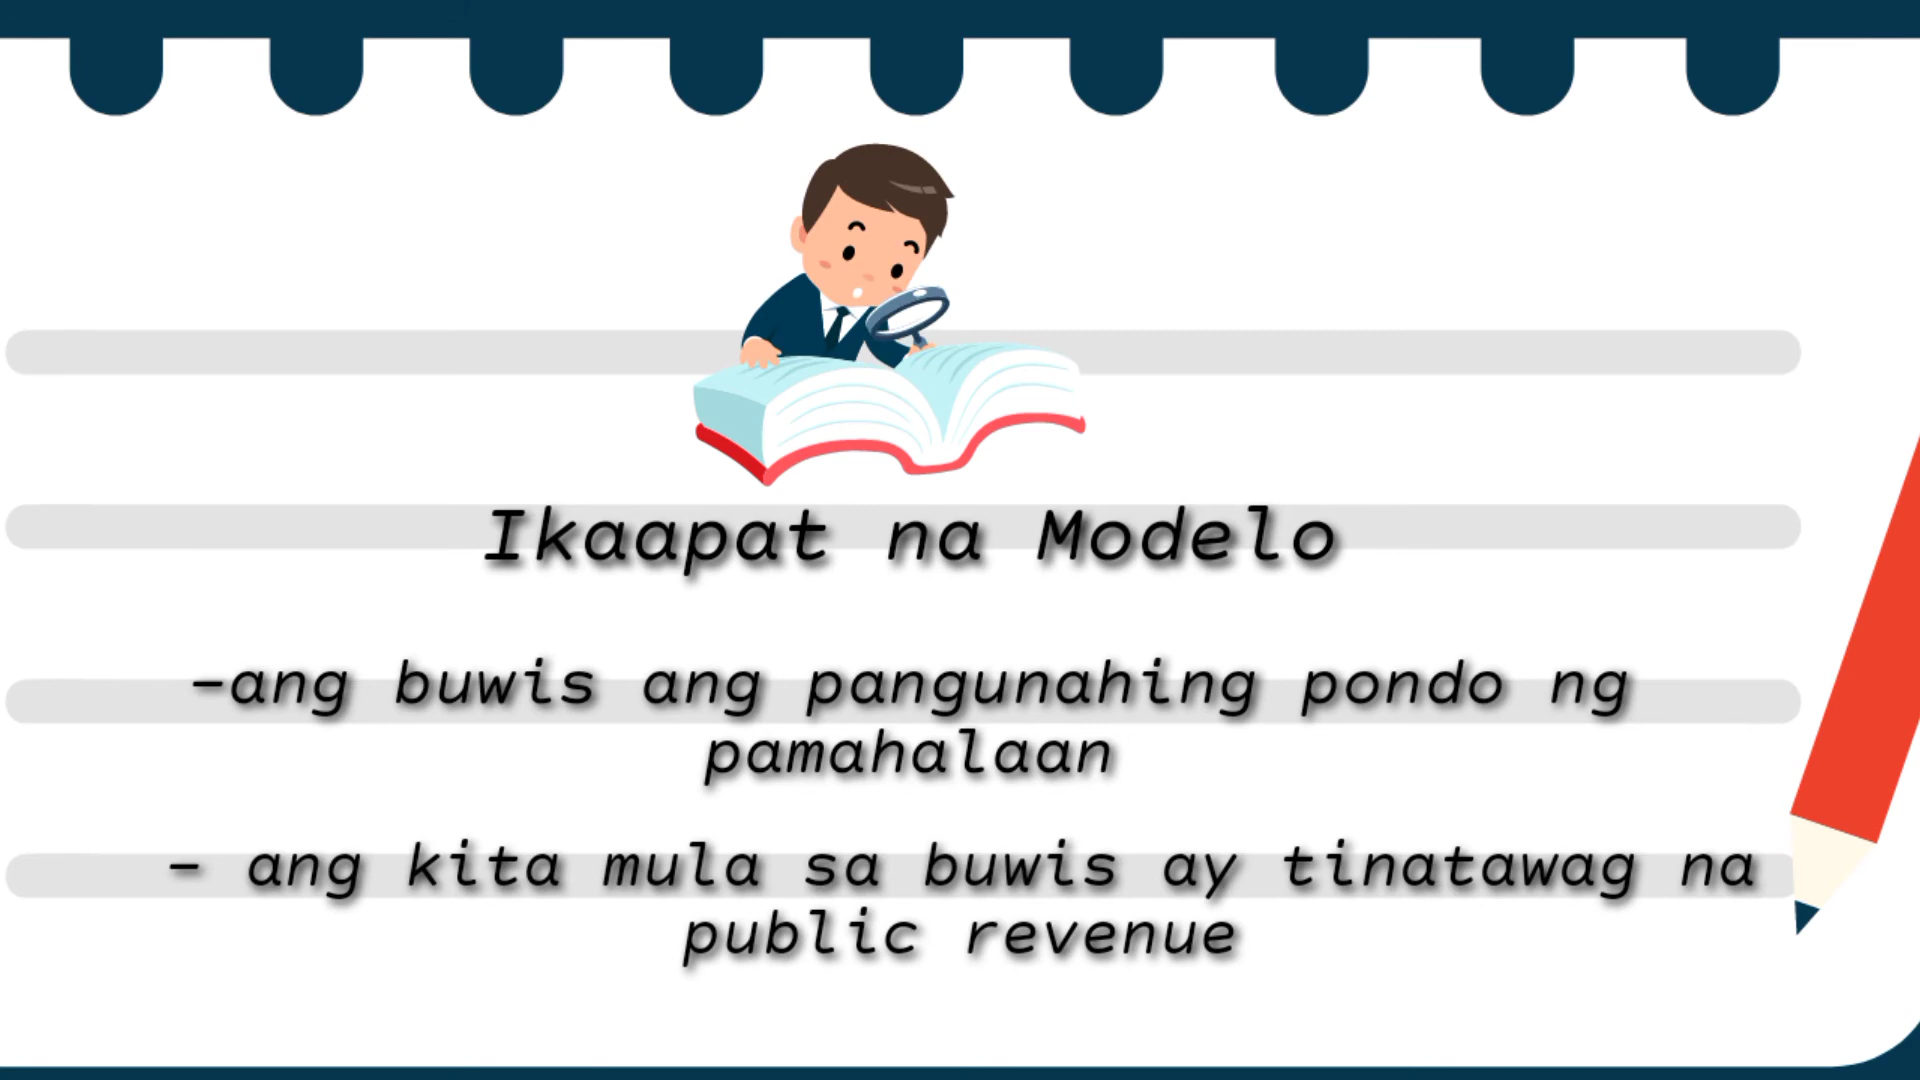 Ikaapat na Modelo
-ang buwis ang pangunahing pondo ng
pamahalaan
- ang kita mula sa buwis ay tinatawag na
public revenue